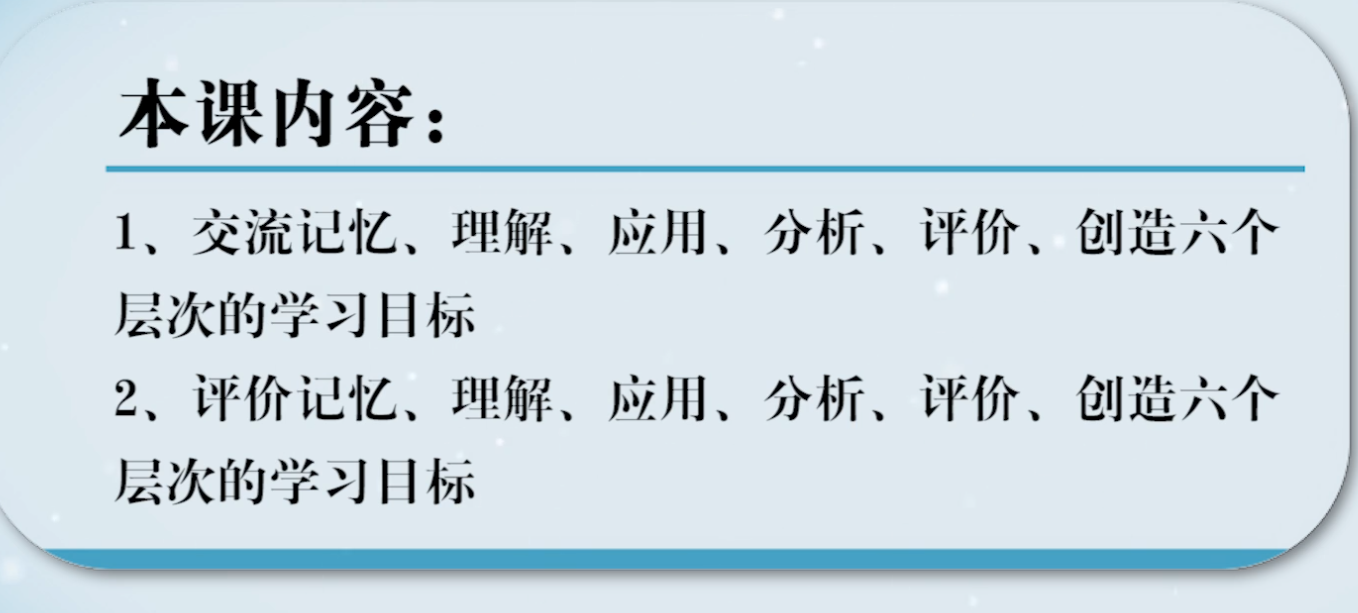 本课内容：
1、交流记忆、理解、应用、分析、评价、创造六个
层次的学习目标
2、评价记忆、理解、应用、分析、评价、创造六个
层次的学习目标